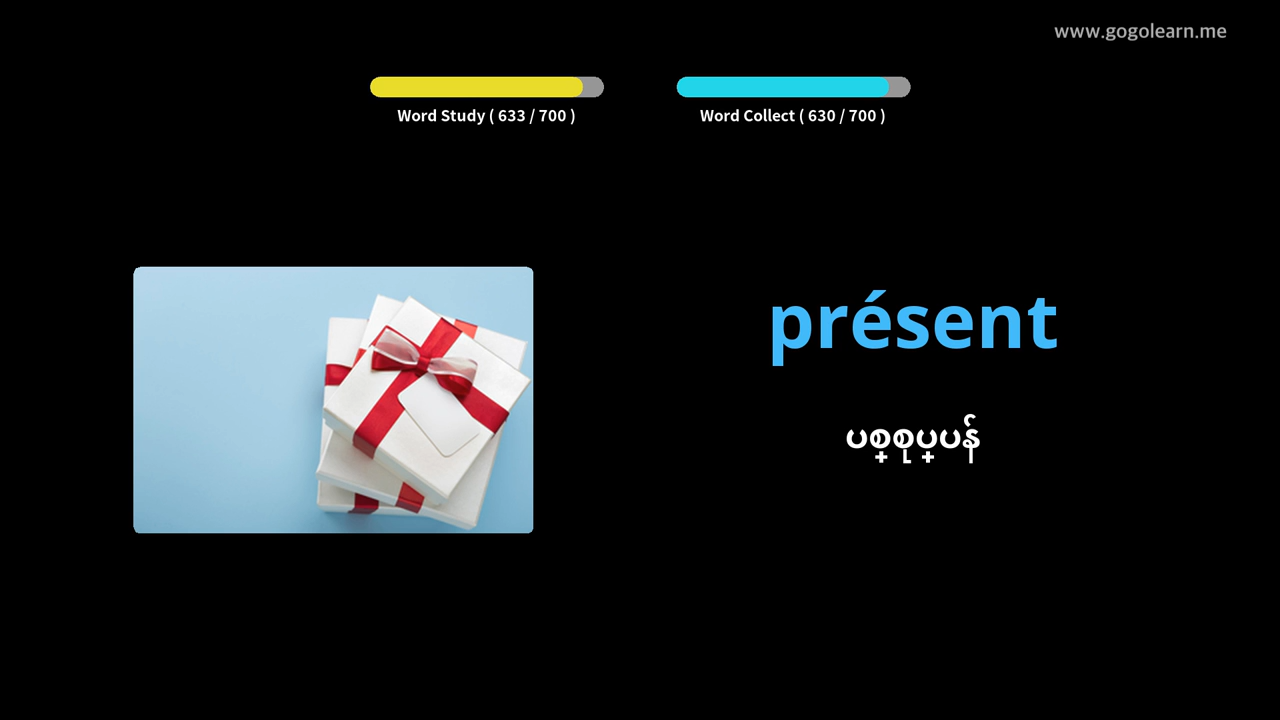 www.gogolearn.me
Word Study ( 633 / 700 )
Word Collect ( 630 / 700 )
présent
ပစ္စုပ္ပန်